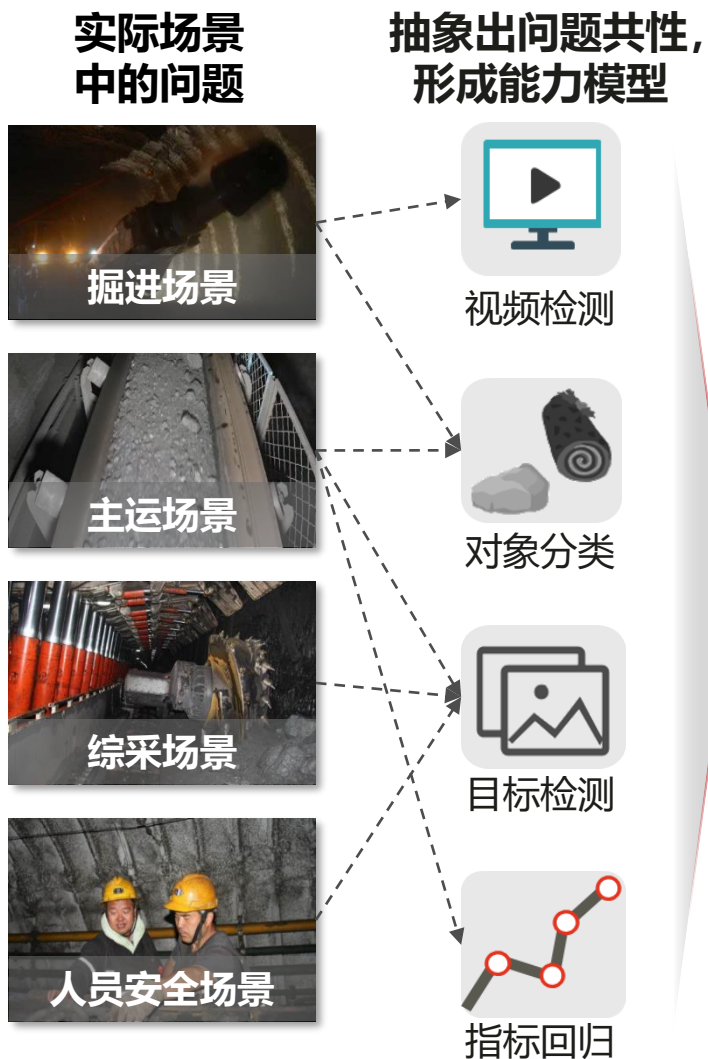 实际场景
中的问题
抽象出问题共性，
形成能力模型
掘进场景
视频检测
主运场景
对象分类
综采场景
目标检测
人员安全场景
指标回归